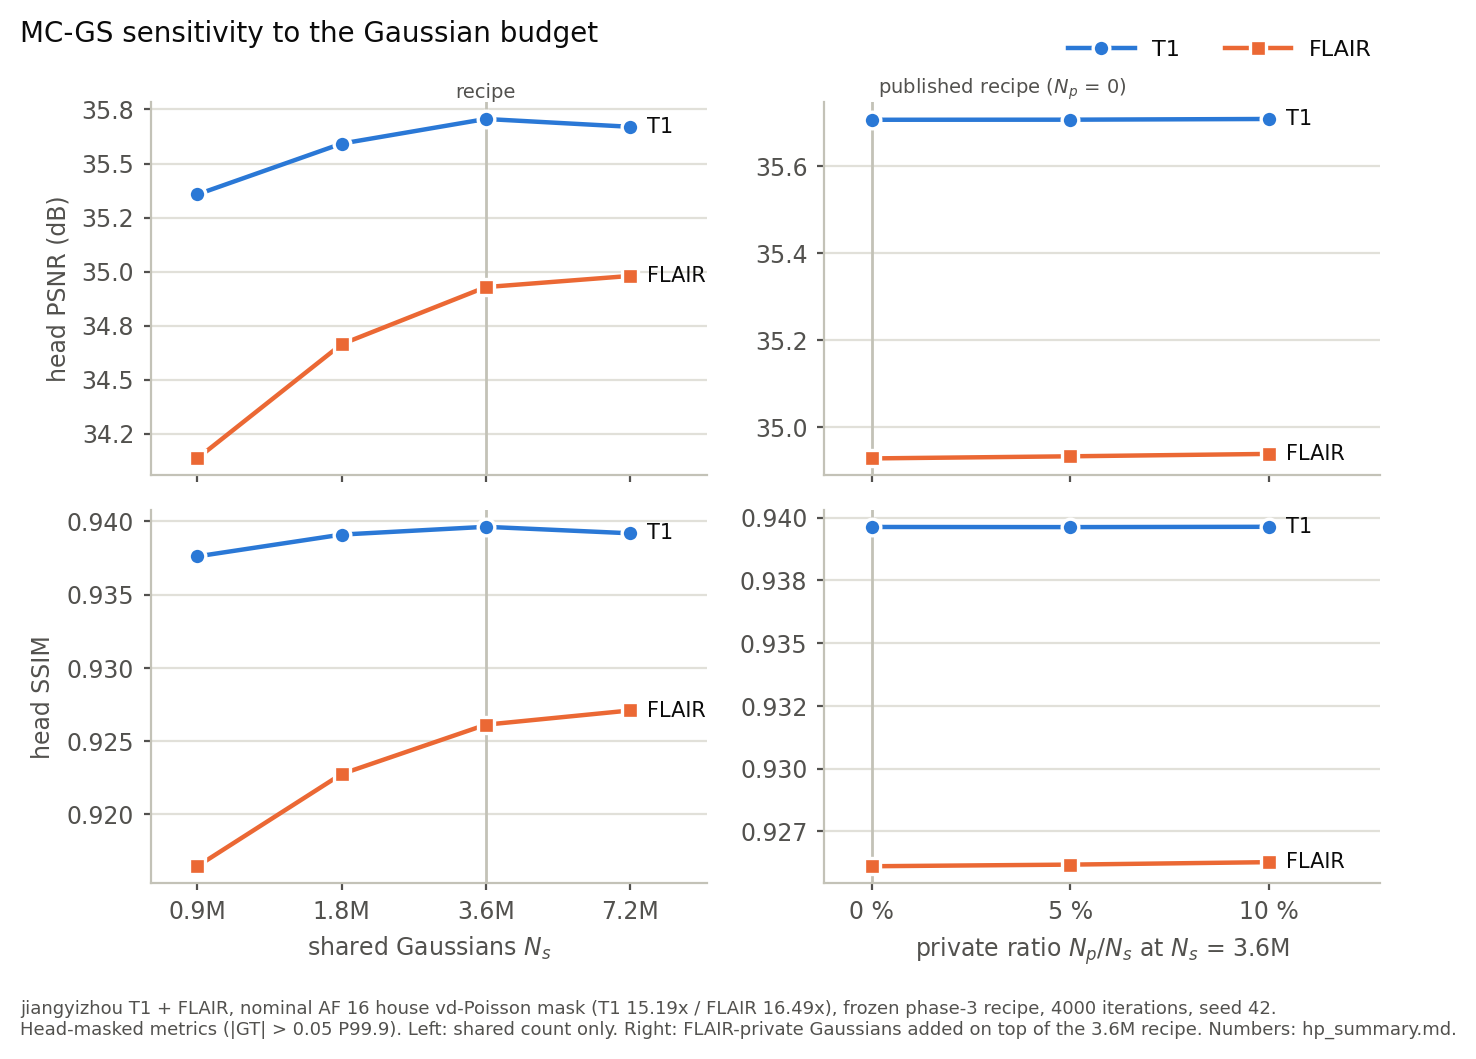 MC-GS sensitivity to the Gaussian budget
T1
FLAIR
recipe
published recipe (Np = 0)
head PSNR (dB)
35.8
35.5
35.2
35.0
34.8
34.5
34.2
T1
FLAIR
35.6
35.4
35.2
35.0
T1
FLAIR
head SSIM
0.940
0.935
0.930
0.925
0.920
T1
FLAIR
0.9M
1.8M
3.6M
7.2M
shared Gaussians Ns
0.940
0.938
0.935
0.932
0.930
0.927
T1
FLAIR
0 %
5 %
10 %
private ratio Np/Ns at Ns = 3.6M
jiangyizhou T1 + FLAIR, nominal AF 16 house vd-Poisson mask (T1 15.19x / FLAIR 16.49x), frozen phase-3 recipe, 4000 iterations, seed 42.
Head-masked metrics (|GT| > 0.05 P99.9). Left: shared count only. Right: FLAIR-private Gaussians added on top of the 3.6M recipe. Numbers: hp_summary.md.